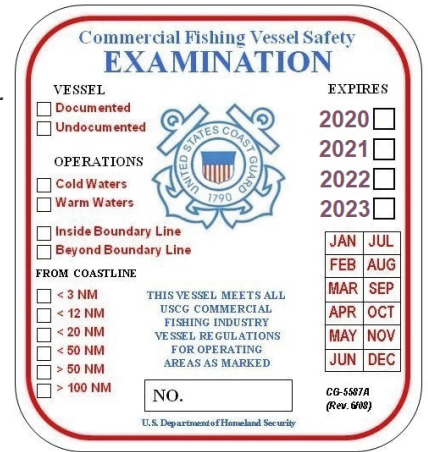 Commercial Fishing Vessel Safety
EXAMINATION
VESSEL
Documented
Undocumented
OPERATIONS
Cold Waters
Warm Waters
Inside Boundary Line
Beyond Boundary Line
FROM COASTLINE
< 3 NM
< 12 NM
< 20 NM
< 50 NM
> 50 NM
> 100 NM
UNITED STATES COAST GUARD
1790
THIS VESSEL MEETS ALL
USCG COMMERCIAL
FISHING INDUSTRY
VESSEL REGULATIONS
FOR OPERATING
AREAS AS MARKED
NO.
EXPIRES
2020
2021
2022
2023
JAN JUL
FEB AUG
MAR SEP
APR OCT
MAY NOV
JUN DEC
CG-5587A
(Rev. 6/08)
U.S. Department of Homeland Security